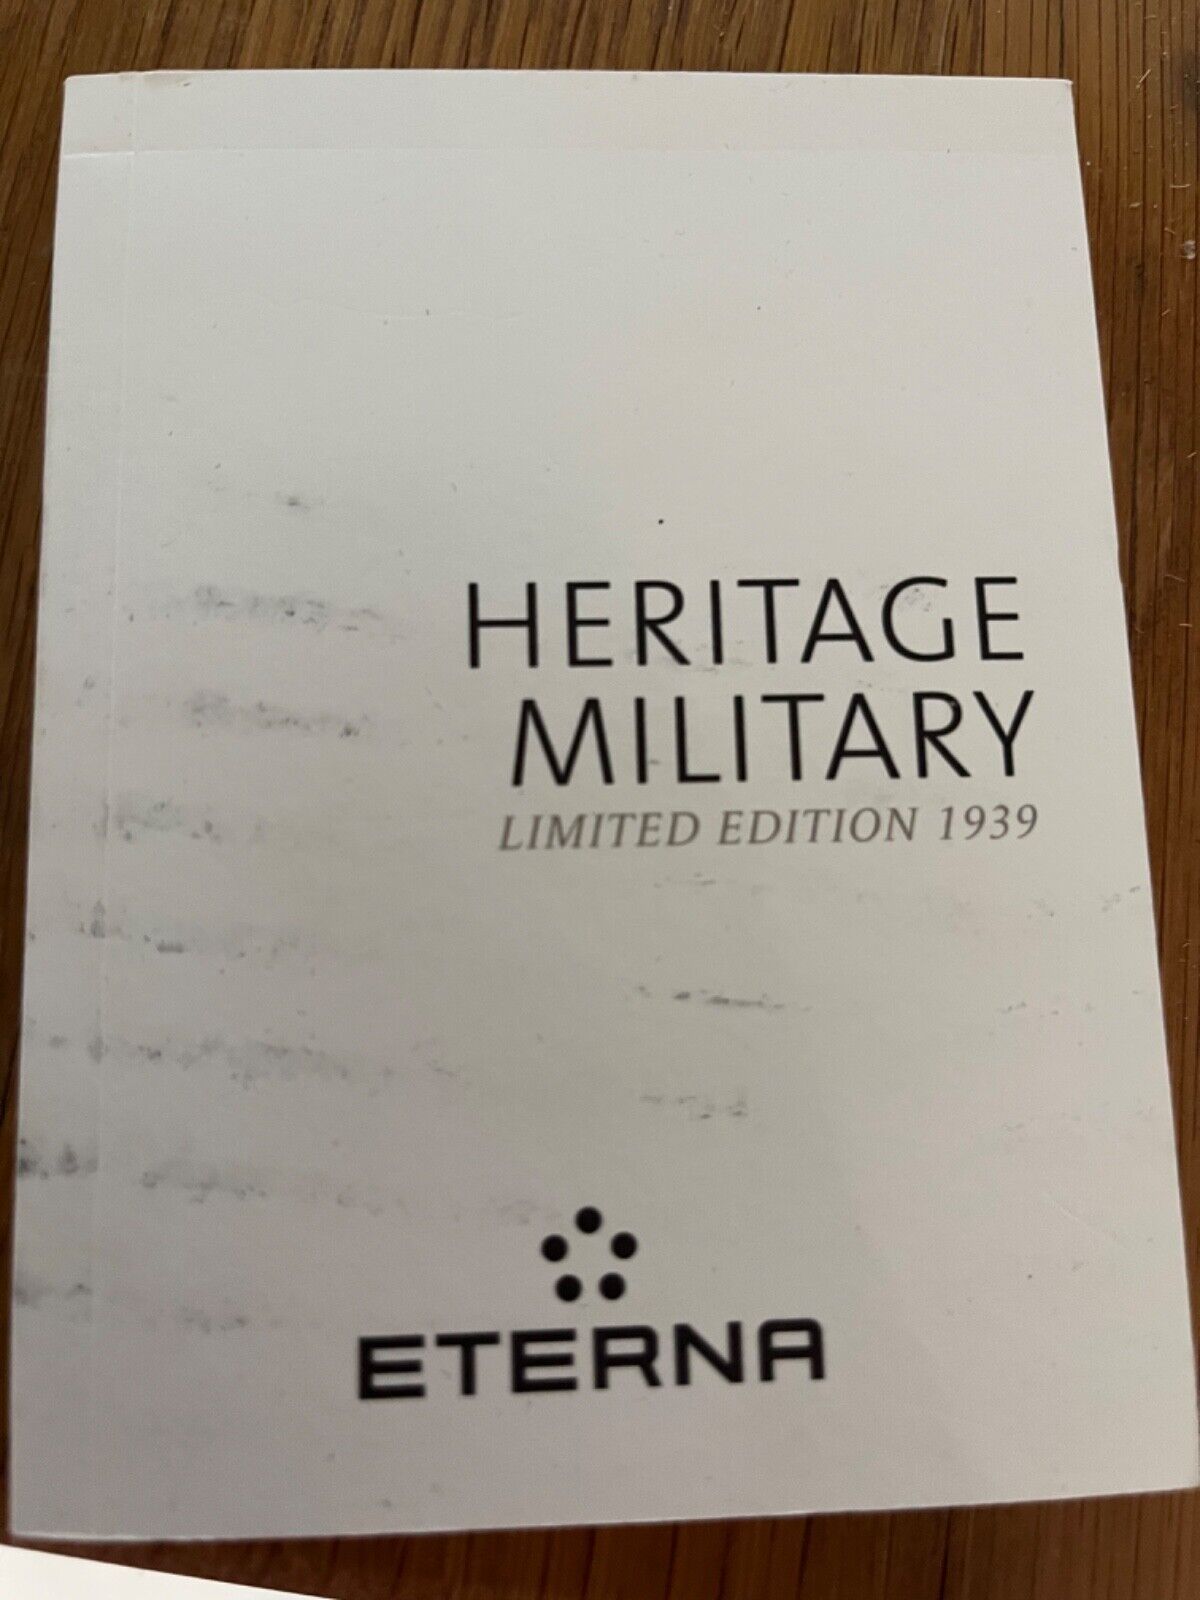 HERITAGE
MILITARY
LIMITED EDITION 1939
ETERNA